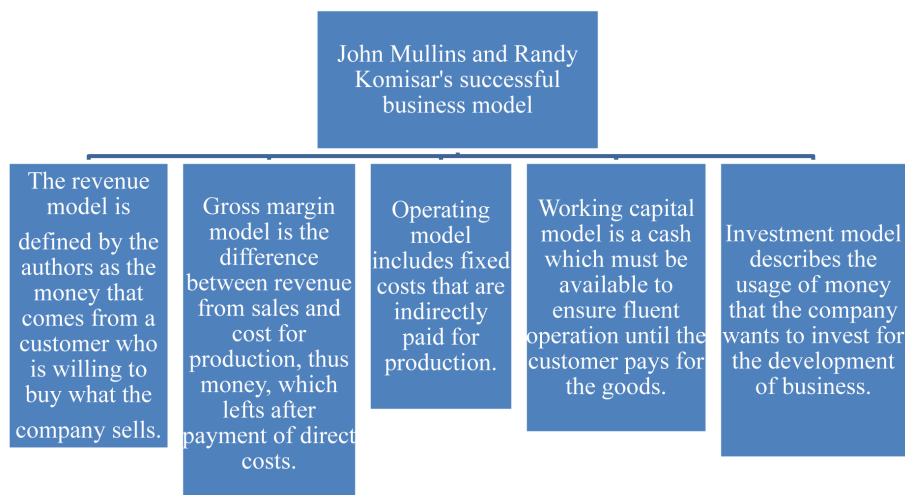 John Mullins and Randy
Komisar's successful
business model
The revenue
model is
defined by the
authors as the
money that
comes from a
customer who
is willing to
buy what the
company sells.
Gross margin
model is the
difference
between revenue
from sales and
cost for
production, thus
money, which
lefts after
payment of direct
costs.
Operating
model
includes fixed
costs that are
indirectly
paid for
production.
Working capital
model is a cash
which must be
available to
ensure fluent
operation until the
customer pays for
the goods.
Investment model
describes the
usage of money
that the company
wants to invest for
the development
of business.